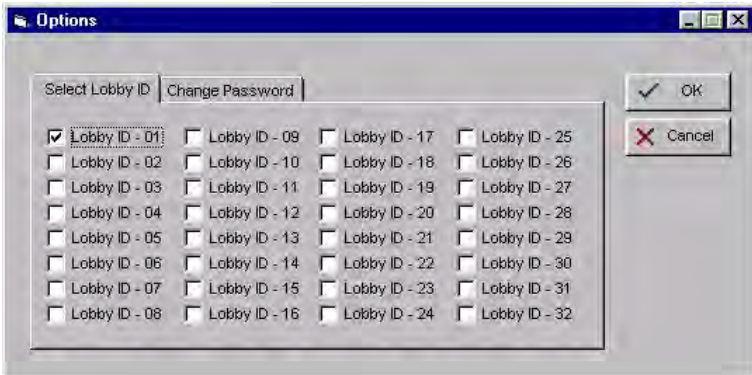 Options
Select Lobby ID Change Password
OK
Cancel
Lobby ID - 01 Lobby ID - 09 Lobby ID - 17 Lobby ID - 25
Lobby ID - 02 Lobby ID - 10 Lobby ID - 18 Lobby ID - 26
Lobby ID - 03 Lobby ID - 11 Lobby ID - 19 Lobby ID - 27
Lobby ID - 04 Lobby ID - 12 Lobby ID - 20 Lobby ID - 28
Lobby ID - 05 Lobby ID - 13 Lobby ID - 21 Lobby ID - 29
Lobby ID - 06 Lobby ID - 14 Lobby ID - 22 Lobby ID - 30
Lobby ID - 07 Lobby ID - 15 Lobby ID - 23 Lobby ID - 31
Lobby ID - 08 Lobby ID - 16 Lobby ID - 24 Lobby ID - 32